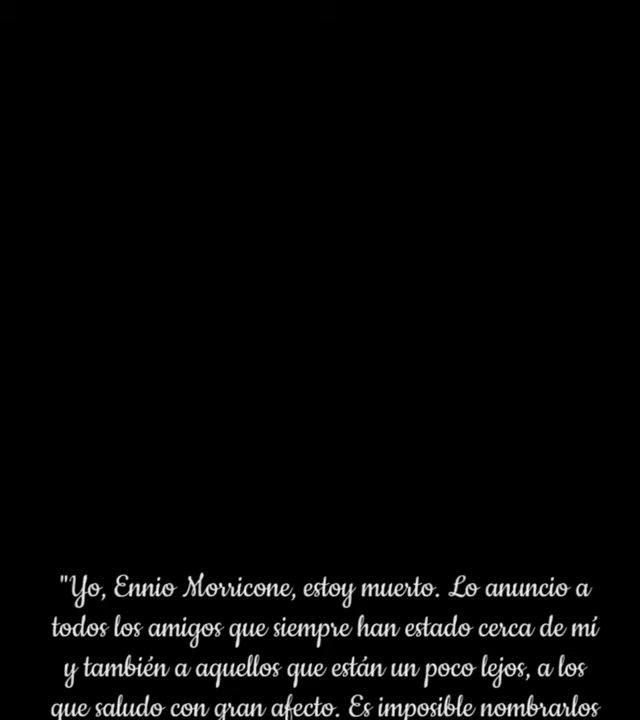 "Yo, Ennio Morricone, estoy muerto. Lo anuncio a
todos los amigos que siempre han estado cerca de mí
y también a aquellos que están un poco lejos, a los
que saludo con gran afecto. Es imposible nombrarlos